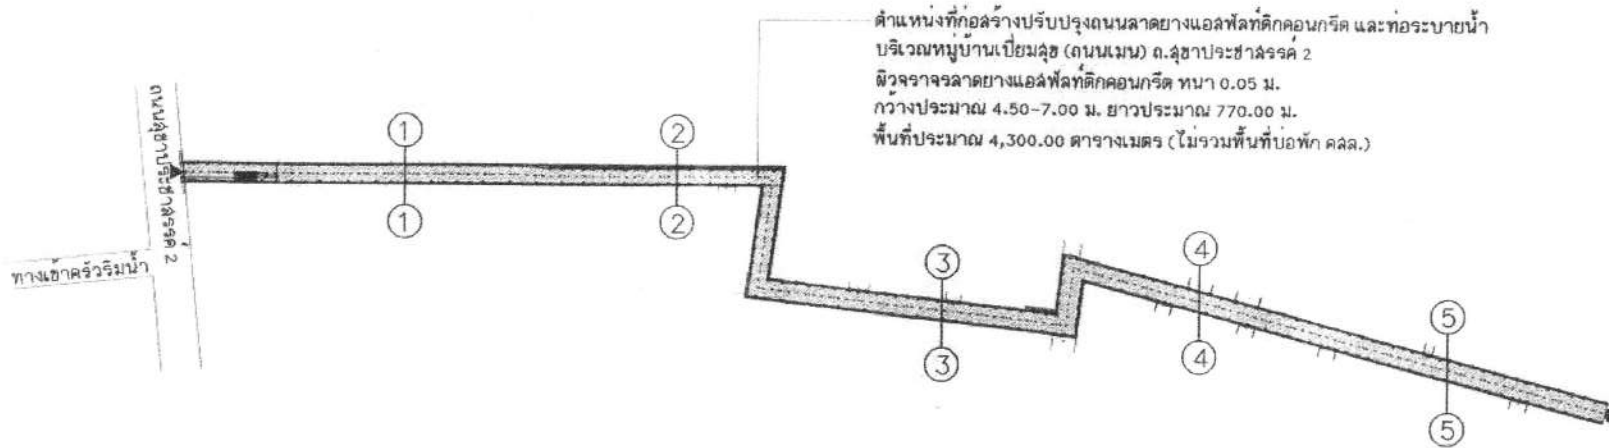 ตำแหน่งที่ก่อสร้างปรับปรุงถนนลาดยางแอสฟัลท์ติกคอนกรีต และท่อระบายน้ำ
บริเวณหมู่บ้านเปี่ยมสุข (ถนนเมน) ถ.สุขาประชาสรรค์ 2
ผิวจราจรลาดยางแอสฟัลท์ติกคอนกรีต หนา 0.05 ม.
กว้างประมาณ 4.50-7.00 ม. ยาวประมาณ 770.00 ม.
พื้นที่ประมาณ 4,300.00 ตารางเมตร (ไม่รวมพื้นที่บ่อพัก คสล.)
ถนนสุขาประชาสรรค์ 2
ทางเข้าครัวริมน้ำ
1
1
2
2
3
3
4
4
5
5